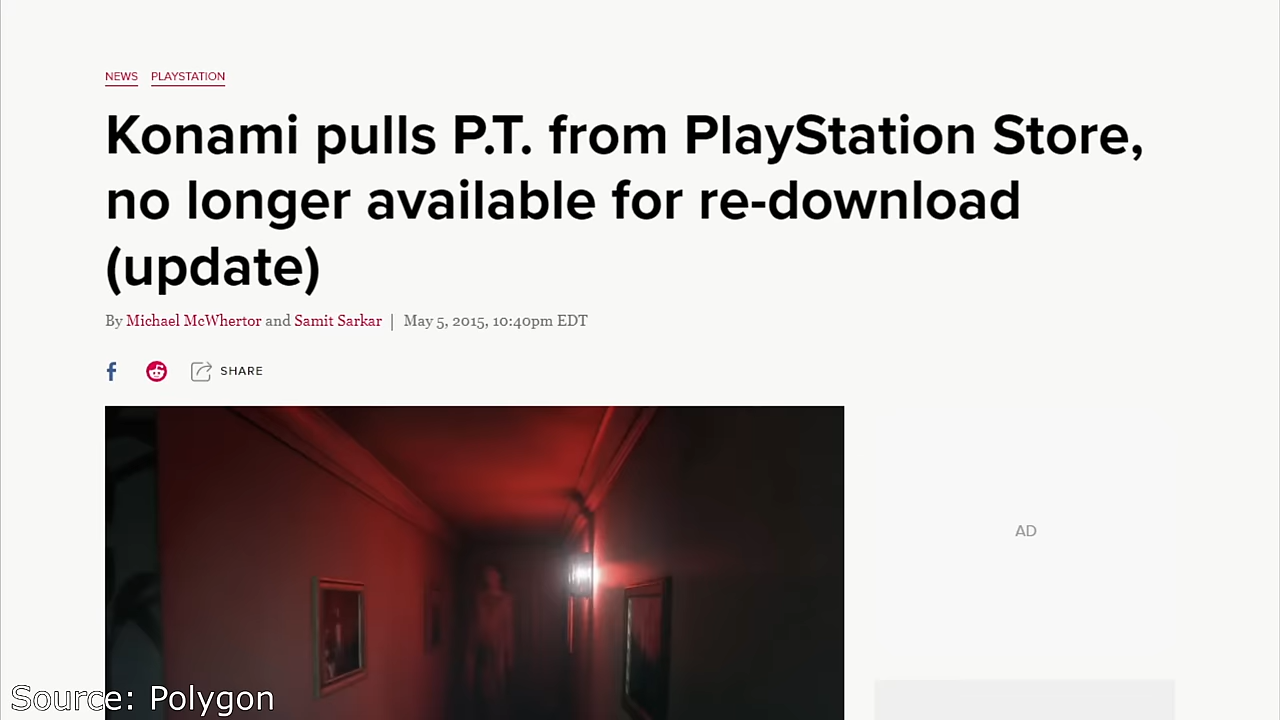 NEWS PLAYSTATION
Konami pulls P.T. from PlayStation Store,
no longer available for re-download
(update)
By Michael McWhertor and Samit Sarkar | May 5, 2015, 10:40pm EDT
SHARE
AD
Source: Polygon